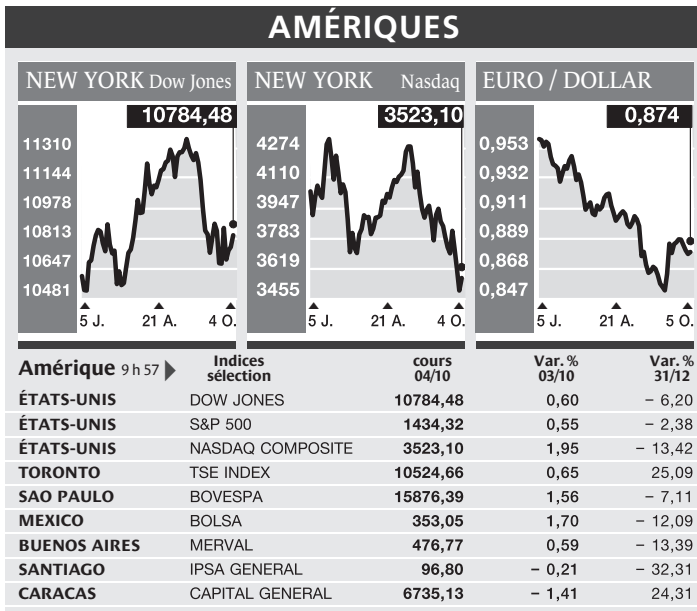 AMÉRIQUES
NEW YORK Dow Jones
10784,48
11310
11144
10978
10813
10647
10481
5 J. 21 A. 4 O.
NEW YORK Nasdaq
3523,10
4274
4110
3947
3783
3619
3455
5 J. 21 A. 4 O.
EURO / DOLLAR
0,874
0,953
0,932
0,911
0,889
0,868
0,847
5 J. 21 A. 5 O.
Amérique 9 h 57 Indices sélection cours 04/10 Var. % 03/10 Var. % 31/12
ÉTATS-UNIS DOW JONES 10784,48 0,60 – 6,20
ÉTATS-UNIS S&P 500 1434,32 0,55 – 2,38
ÉTATS-UNIS NASDAQ COMPOSITE 3523,10 1,95 – 13,42
TORONTO TSE INDEX 10524,66 0,65 25,09
SAO PAULO BOVESPA 15876,39 1,56 – 7,11
MEXICO BOLSA 353,05 1,70 – 12,09
BUENOS AIRES MERVAL 476,77 0,59 – 13,39
SANTIAGO IPSA GENERAL 96,80 – 0,21 – 32,31
CARACAS CAPITAL GENERAL 6735,13 – 1,41 24,31